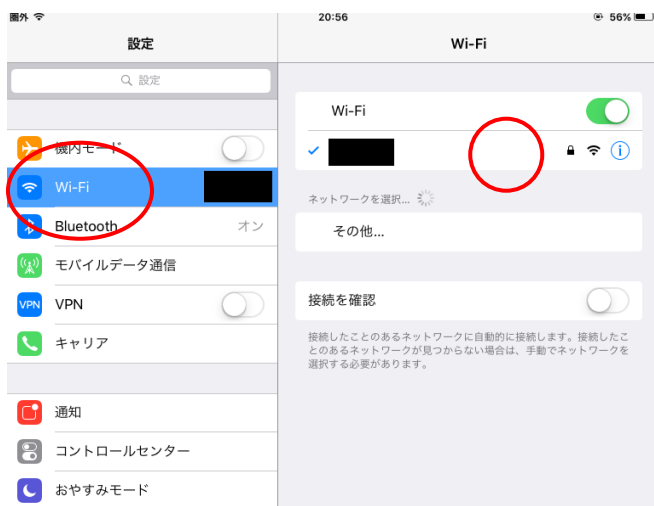 圏外 20:56 56%
設定
Wi-Fi
設定
機内モード
Wi-Fi
Bluetooth オン
モバイルデータ通信
VPN VPN
キャリア
通知
コントロールセンター
おやすみモード
Wi-Fi
ネットワークを選択...
その他...
接続を確認
接続したことのあるネットワークに自動的に接続します。接続したこ
とのあるネットワークが見つからない場合は、手動でネットワークを
選択する必要があります。